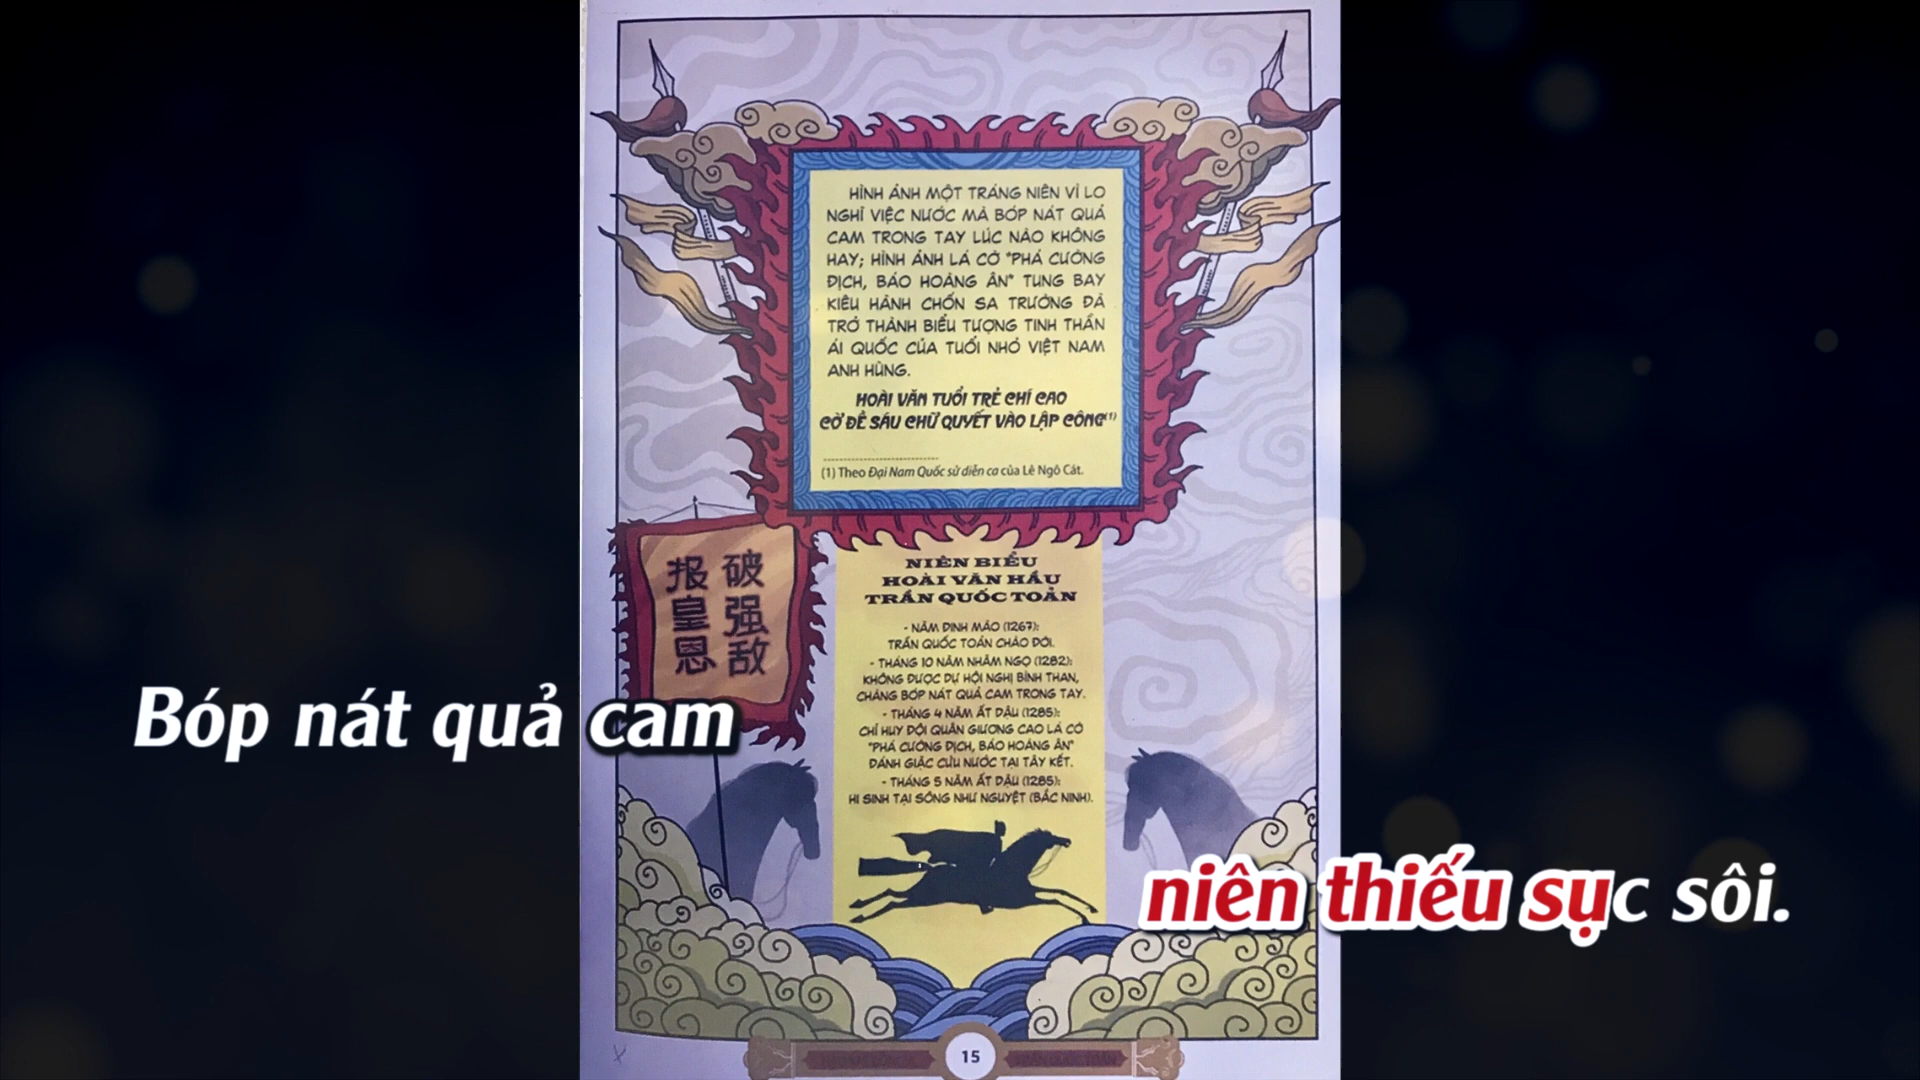 HÌNH ẢNH MỘT TRANG NIÊN VÌ LO
NGHĨ VIỆC NƯỚC MÀ BÓP NÁT QUẢ
CAM TRONG TAY LÚC NÀO KHÔNG
HAY; HÌNH ẢNH LÁ CỜ "PHÁ CƯỜNG
ĐỊCH, BÁO HOÀNG ÂN" TUNG BAY
KIÊU HÃNH CHỐN SA TRƯỜNG ĐÃ
TRỞ THÀNH BIỂU TƯỢNG TINH THẦN
ÁI QUỐC CỦA TUỔI NHỎ VIỆT NAM
ANH HÙNG.
HOÀI VĂN TUỔI TRẺ CHÍ CAO
CỜ ĐỀ SÁU CHỮ QUYẾT VÀO LẬP CÔNG(1)
(1) Theo Đại Nam Quốc sử diễn ca của Lê Ngô Cát.
破强敌
报皇恩
NIÊN BIỂU
HOÀI VĂN HẦU
TRẦN QUỐC TOẢN
- NĂM ĐINH MÃO (1267):
TRẦN QUỐC TOẢN CHÀO ĐỜI.
- THÁNG 10 NĂM NHÂM NGỌ (1282):
KHÔNG ĐƯỢC DỰ HỘI NGHỊ BÌNH THAN,
CHÀNG BÓP NÁT QUẢ CAM TRONG TAY.
- THÁNG 4 NĂM ẤT DẬU (1285):
CHỈ HUY ĐỘI QUÂN GIƯƠNG CAO LÁ CỜ
"PHÁ CƯỜNG ĐỊCH, BÁO HOÀNG ÂN"
ĐÁNH GIẶC CỨU NƯỚC TẠI TÂY KẾT.
- THÁNG 5 NĂM ẤT DẬU (1285):
HI SINH TẠI SÔNG NHƯ NGUYỆT (BẮC NINH).
Bóp nát quả cam
niên thiếu sục sôi.
15